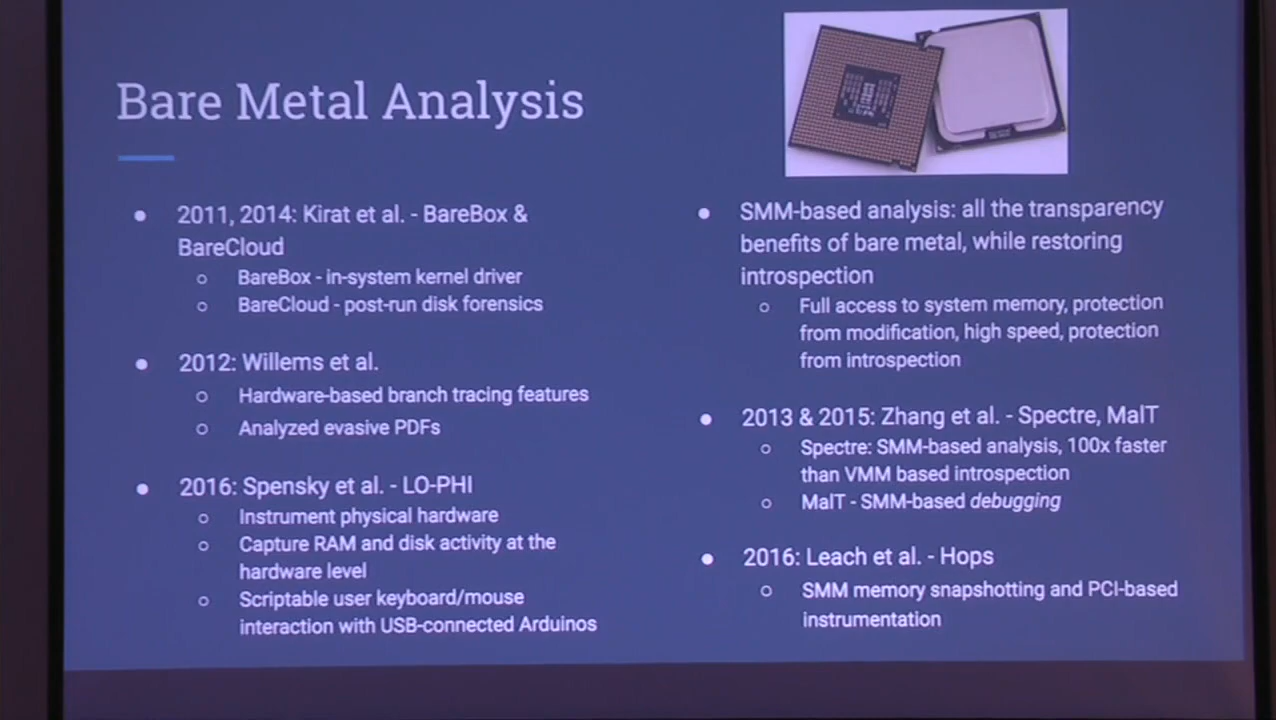 Bare Metal Analysis
● 2011, 2014: Kirat et al. - BareBox &
BareCloud
○ BareBox - in-system kernel driver
○ BareCloud - post-run disk forensics
● 2012: Willems et al.
○ Hardware-based branch tracing features
○ Analyzed evasive PDFs
● 2016: Spensky et al. - LO-PHI
○ Instrument physical hardware
○ Capture RAM and disk activity at the
hardware level
○ Scriptable user keyboard/mouse
interaction with USB-connected Arduinos
● SMM-based analysis: all the transparency
benefits of bare metal, while restoring
introspection
○ Full access to system memory, protection
from modification, high speed, protection
from introspection
● 2013 & 2015: Zhang et al. - Spectre, MalT
○ Spectre: SMM-based analysis, 100x faster
than VMM based introspection
○ MalT - SMM-based debugging
● 2016: Leach et al. - Hops
○ SMM memory snapshotting and PCI-based
instrumentation